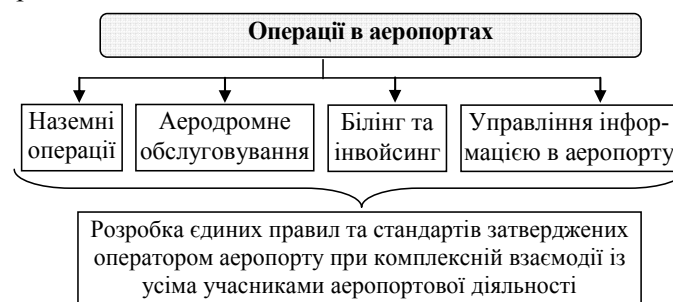 Операції в аеропортах
Наземні
операції
Аеродромне
обслуговування
Білінг та
інвойсинг
Управління інфор-
мацією в аеропорту
Розробка єдиних правил та стандартів затверджених
оператором аеропорту при комплексній взаємодії із
усіма учасниками аеропортової діяльності